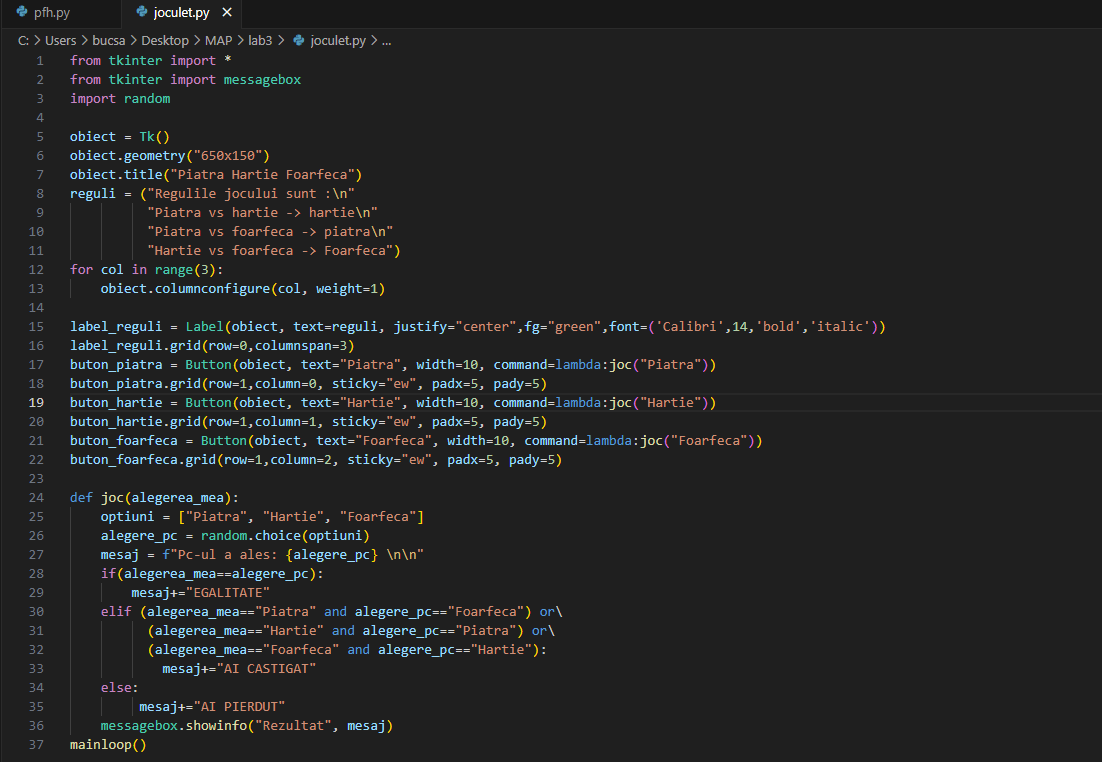 pfh.py joculet.py ×
C: > Users > bucsa > Desktop > MAP > lab3 > joculet.py > ...
1 from tkinter import *
2 from tkinter import messagebox
3 import random
4
5 obiect = Tk()
6 obiect.geometry("650x150")
7 obiect.title("Piatra Hartie Foarfeca")
8 reguli = ("Regulile jocului sunt :\n"
9           "Piatra vs hartie -> hartie\n"
10           "Piatra vs foarfeca -> piatra\n"
11           "Hartie vs foarfeca -> Foarfeca")
12 for col in range(3):
13     obiect.columnconfigure(col, weight=1)
14
15 label_reguli = Label(obiect, text=reguli, justify="center",fg="green",font=('Calibri',14,'bold','italic'))
16 label_reguli.grid(row=0,columnspan=3)
17 buton_piatra = Button(obiect, text="Piatra", width=10, command=lambda:joc("Piatra"))
18 buton_piatra.grid(row=1,column=0, sticky="ew", padx=5, pady=5)
19 buton_hartie = Button(obiect, text="Hartie", width=10, command=lambda:joc("Hartie"))
20 buton_hartie.grid(row=1,column=1, sticky="ew", padx=5, pady=5)
21 buton_foarfeca = Button(obiect, text="Foarfeca", width=10, command=lambda:joc("Foarfeca"))
22 buton_foarfeca.grid(row=1,column=2, sticky="ew", padx=5, pady=5)
23
24 def joc(alegerea_mea):
25     optiuni = ["Piatra", "Hartie", "Foarfeca"]
26     alegere_pc = random.choice(optiuni)
27     mesaj = f"Pc-ul a ales: {alegere_pc} \n\n"
28     if(alegerea_mea==alegere_pc):
29         mesaj+="EGALITATE"
30     elif (alegerea_mea=="Piatra" and alegere_pc=="Foarfeca") or\
31           (alegerea_mea=="Hartie" and alegere_pc=="Piatra") or\
32           (alegerea_mea=="Foarfeca" and alegere_pc=="Hartie"):
33             mesaj+="AI CASTIGAT"
34     else:
35          mesaj+="AI PIERDUT"
36     messagebox.showinfo("Rezultat", mesaj)
37 mainloop()